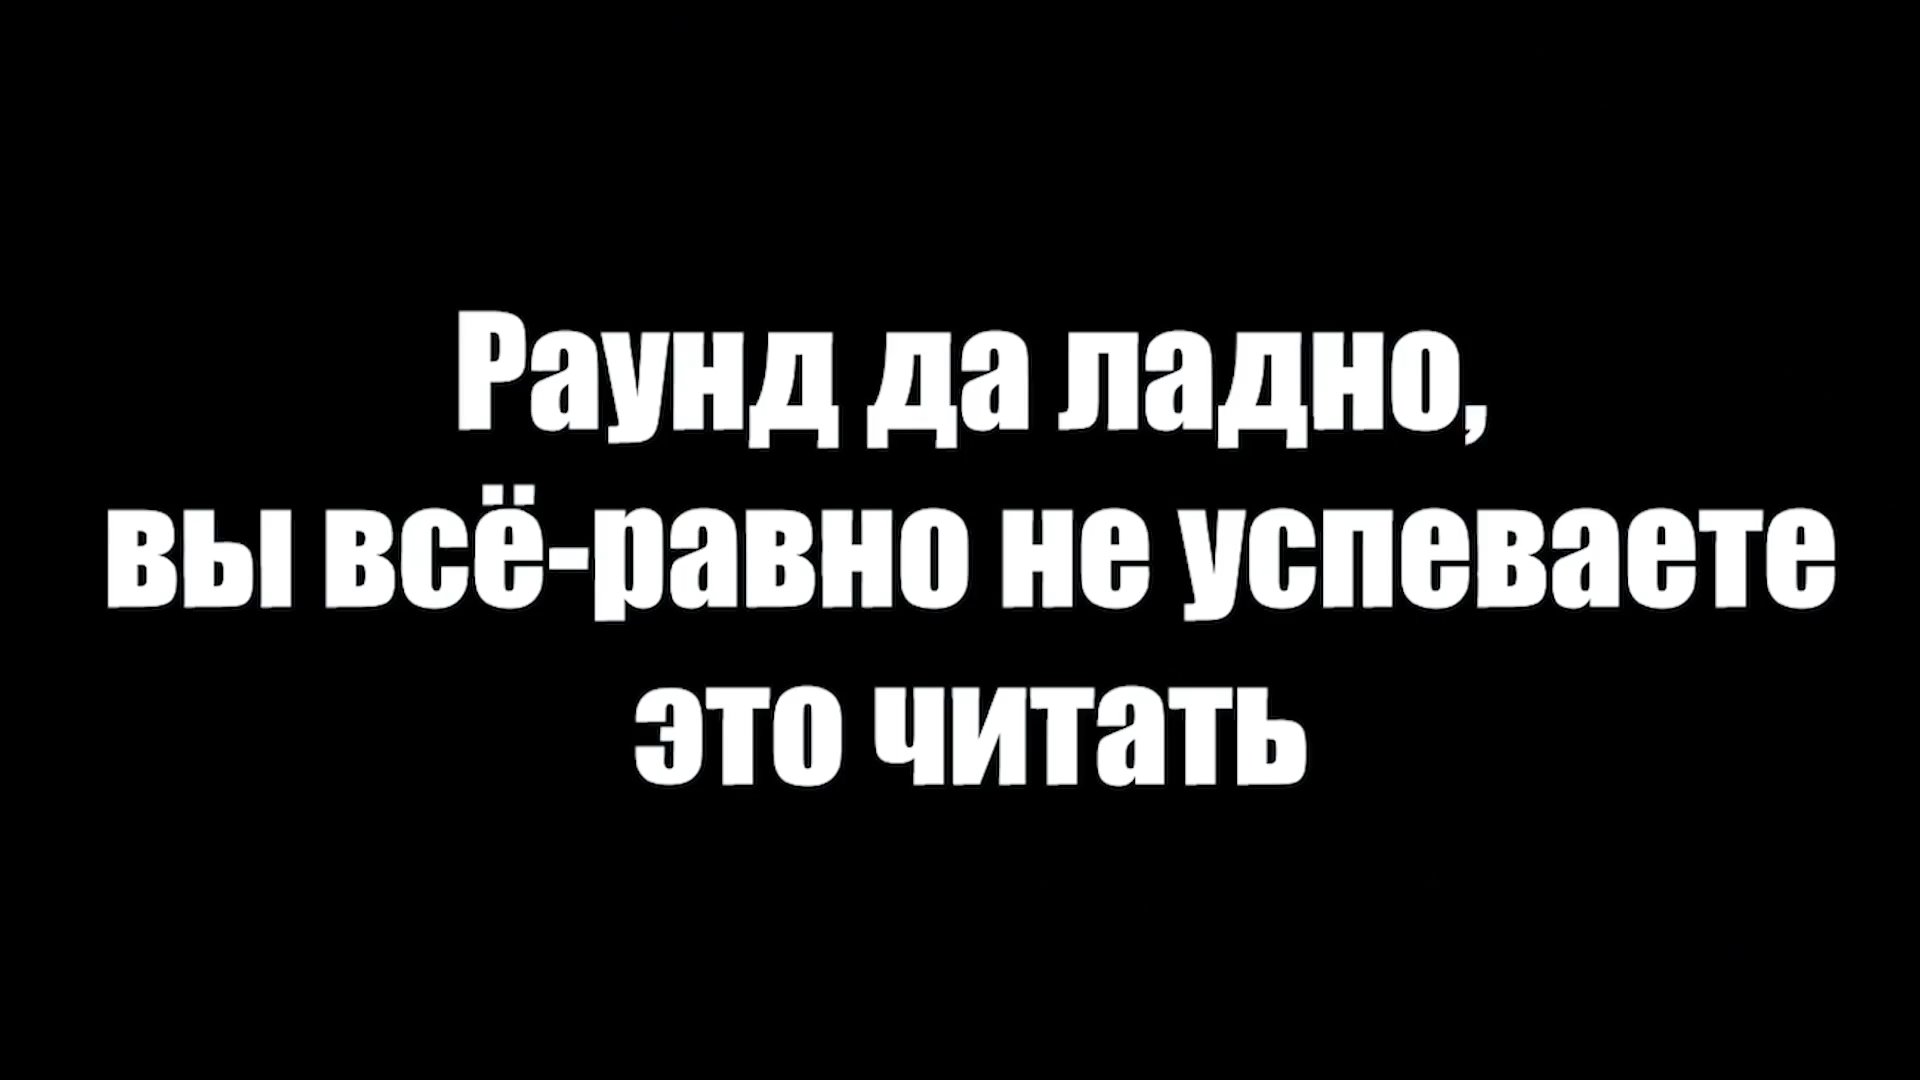 Раунд да ладно,
вы всё-равно не успеваете
это читать